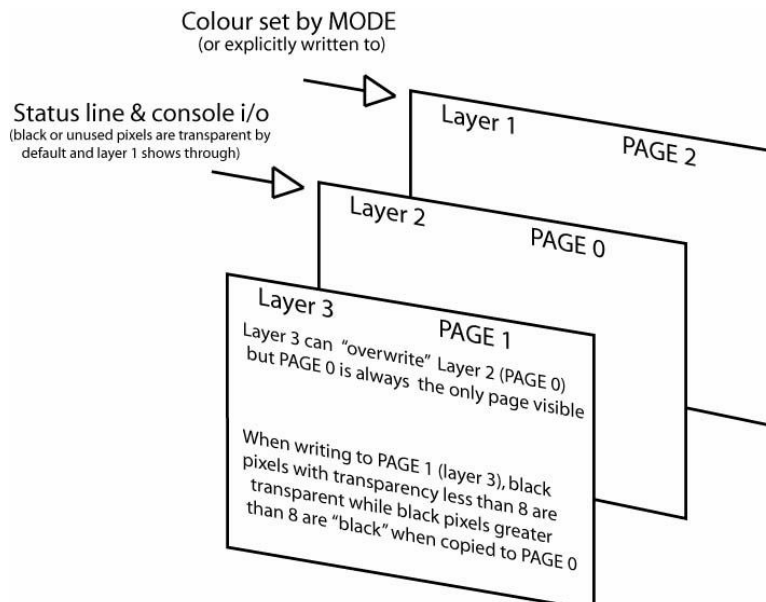 Colour set by MODE
(or explicitly written to)
Status line & console i/o
(black or unused pixels are transparent by
default and layer 1 shows through)
Layer 1
PAGE 2
Layer 2
PAGE 0
Layer 3
PAGE 1
Layer 3 can "overwrite" Layer 2 (PAGE 0)
but PAGE 0 is always the only page visible
When writing to PAGE 1 (layer 3), black
pixels with transparency less than 8 are
transparent while black pixels greater
than 8 are "black" when copied to PAGE 0